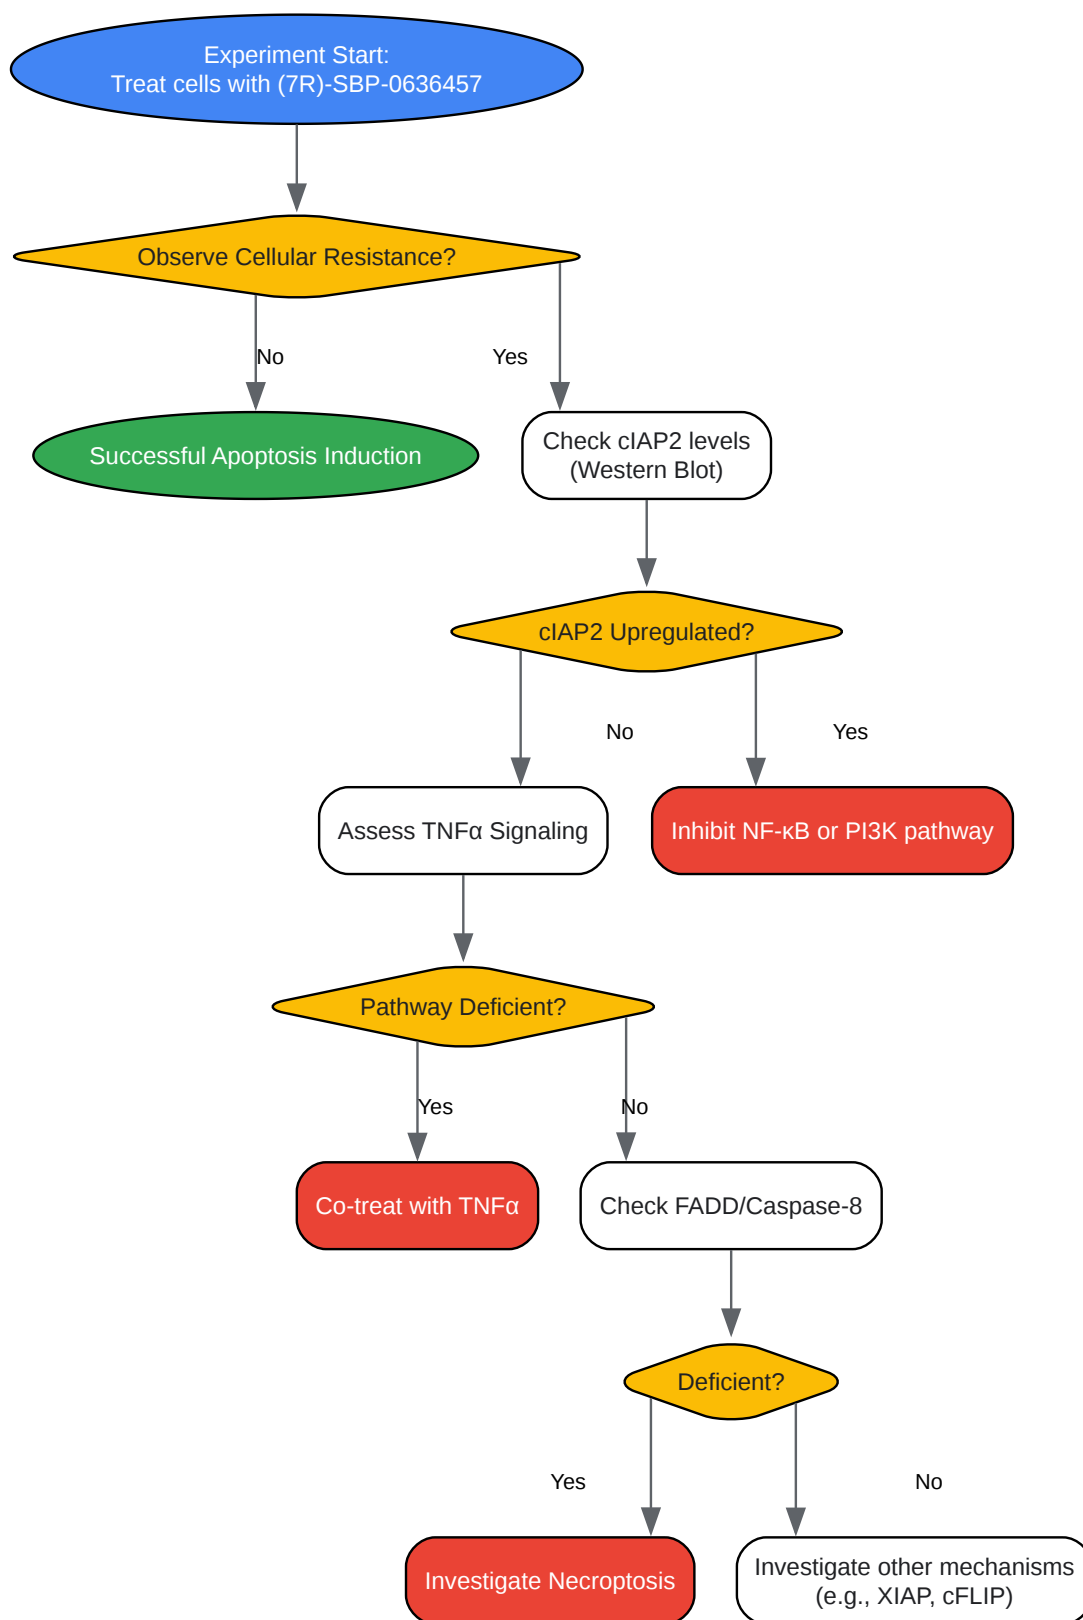 Experiment Start:
Treat cells with (7R)-SBP-0636457
Observe Cellular Resistance?
No
Yes
Successful Apoptosis Induction
Check cIAP2 levels
(Western Blot)
cIAP2 Upregulated?
No
Yes
Assess TNFα Signaling
Inhibit NF-κB or PI3K pathway
Pathway Deficient?
Yes
No
Co-treat with TNFα
Check FADD/Caspase-8
Deficient?
Yes
No
Investigate Necroptosis
Investigate other mechanisms
(e.g., XIAP, cFLIP)